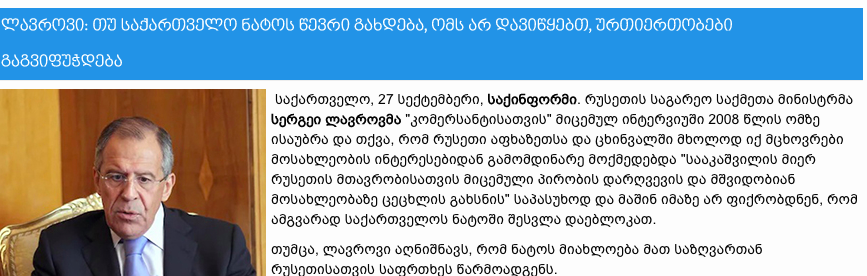 ლავროვი: თუ საქართველო ნატოს წევრი გახდება, ომს არ დავიწყებთ, ურთიერთობები
გაგვიფუჭდება
საქართველო, 27 სექტემბერი, საქინფორმი. რუსეთის საგარეო საქმეთა მინისტრმა
სერგეი ლავროვმა "კომერსანტისათვის" მიცემულ ინტერვიუში 2008 წლის ომზე
ისაუბრა და თქვა, რომ რუსეთი აფხაზეთსა და ცხინვალში მხოლოდ იქ მცხოვრები
მოსახლეობის ინტერესებიდან გამომდინარე მოქმედებდა "სააკაშვილის მიერ
რუსეთის მთავრობისათვის მიცემული პირობის დარღვევის და მშვიდობიან
მოსახლეობაზე ცეცხლის გახსნის" საპასუხოდ და მაშინ იმაზე არ ფიქრობდნენ, რომ
ამგვარად საქართველოს ნატოში შესვლა დაებლოკათ.
თუმცა, ლავროვი აღნიშნავს, რომ ნატოს მიახლოება მათ საზღვართან
რუსეთისათვის საფრთხეს წარმოადგენს.